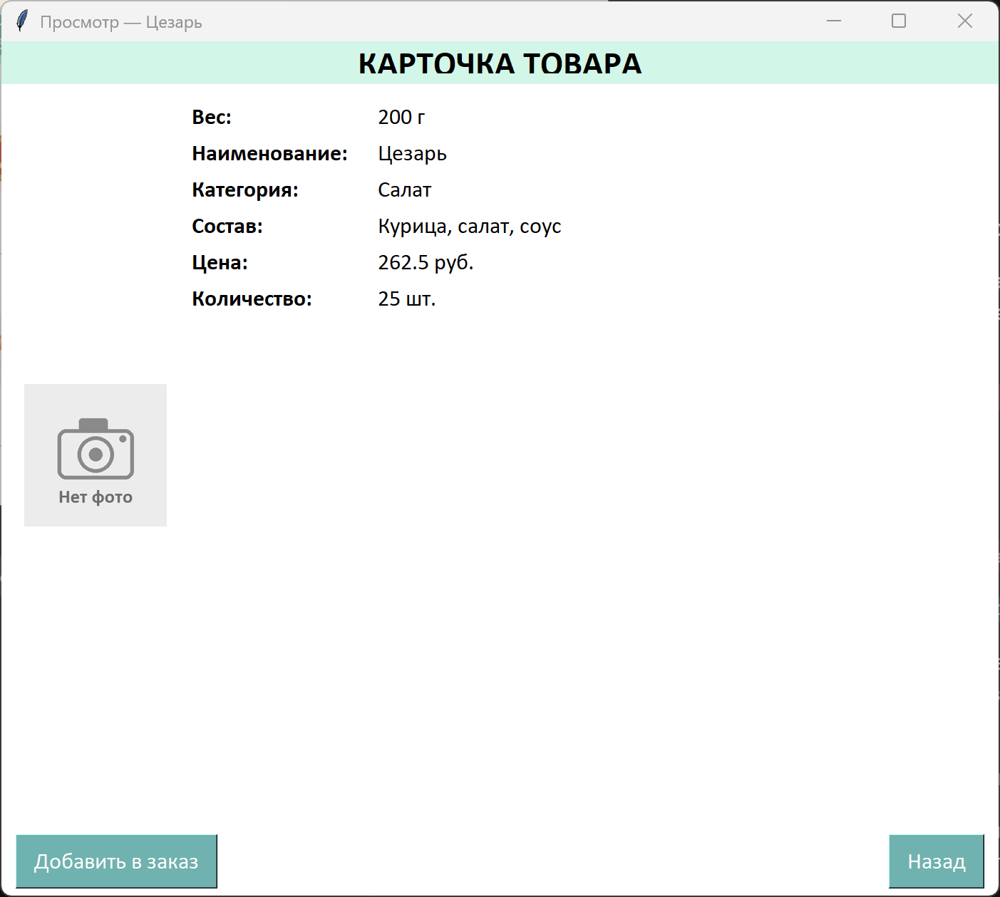 Просмотр — Цезарь
КАРТОЧКА ТОВАРА
Вес: 200 г
Наименование: Цезарь
Категория: Салат
Состав: Курица, салат, соус
Цена: 262.5 руб.
Количество: 25 шт.
Нет фото
Добавить в заказ
Назад